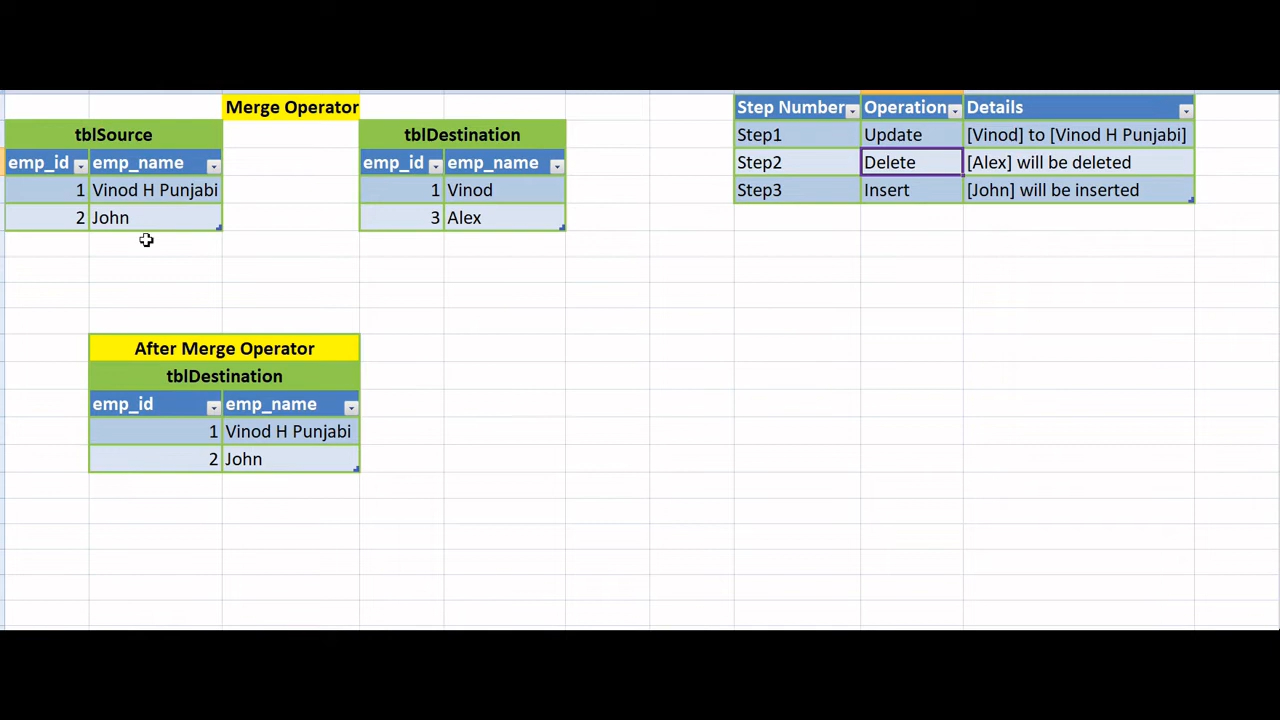 Merge Operator
tblSource
tblDestination
emp_id emp_name
1 Vinod H Punjabi
2 John
emp_id emp_name
1 Vinod
3 Alex
Step Number Operation Details
Step1 Update [Vinod] to [Vinod H Punjabi]
Step2 Delete [Alex] will be deleted
Step3 Insert [John] will be inserted
After Merge Operator
tblDestination
emp_id emp_name
1 Vinod H Punjabi
2 John